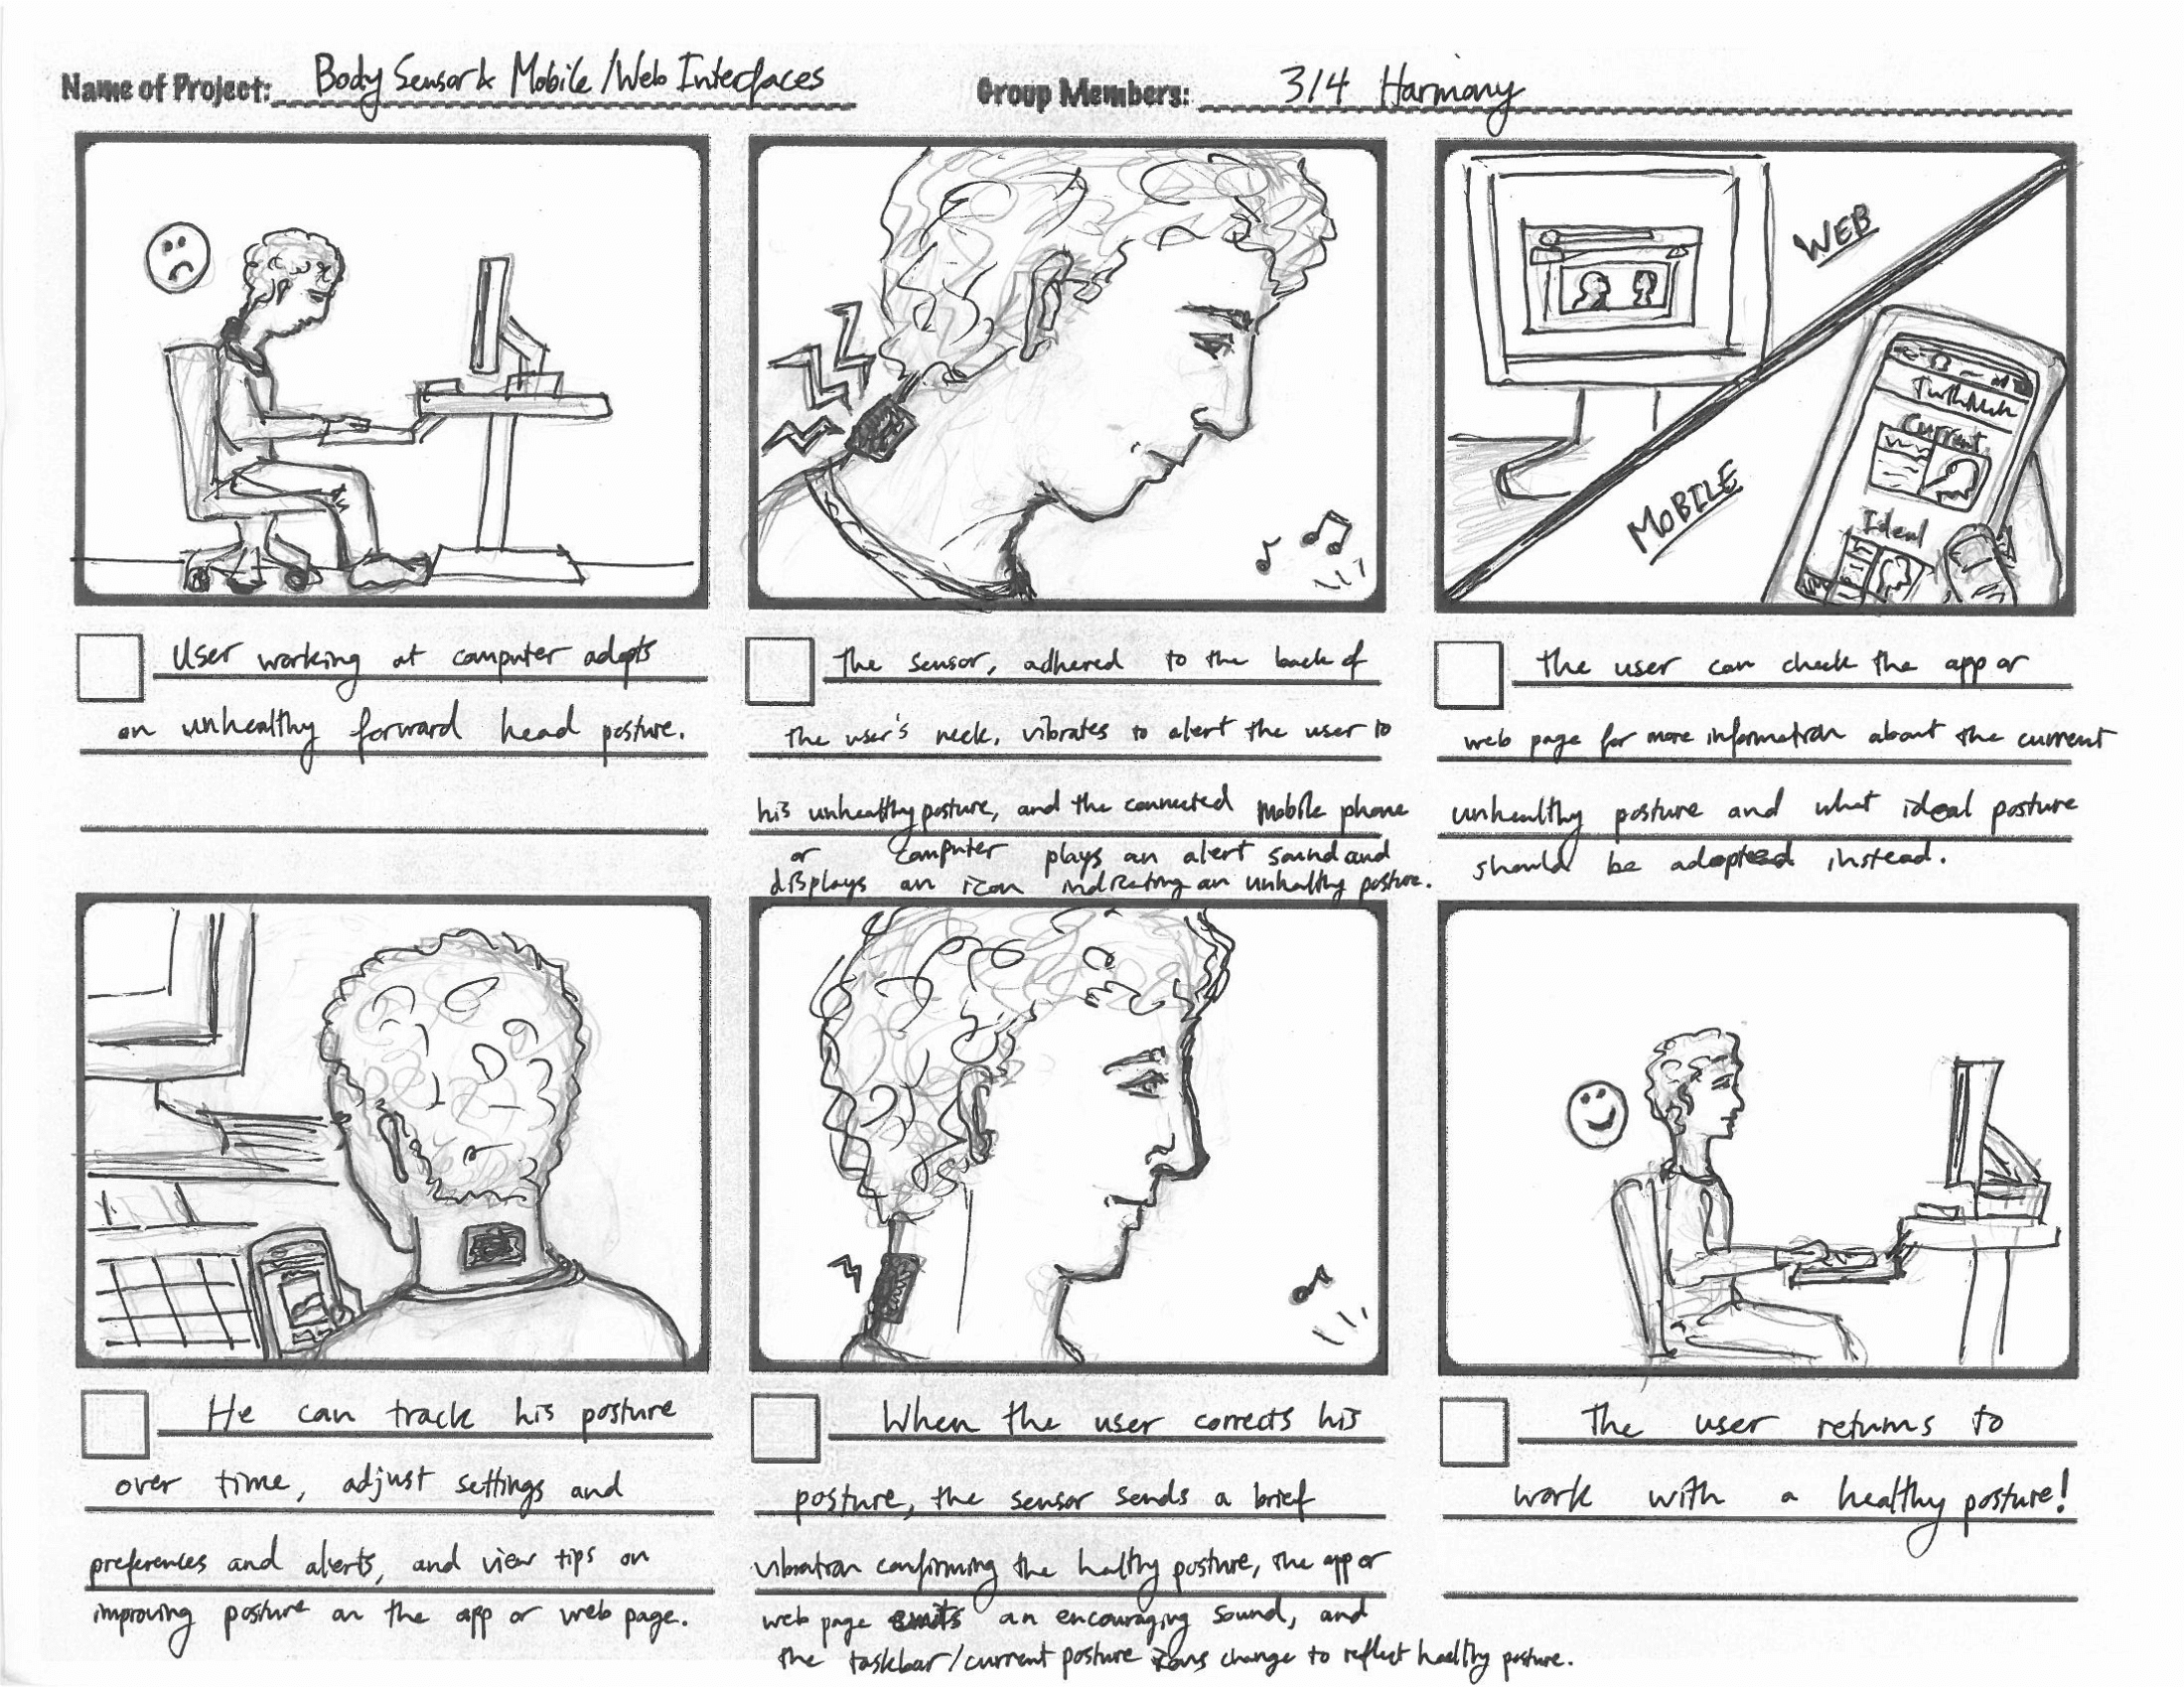 Name of Project: Body Sensor & Mobile/Web Interfaces
Group Members: 3/4 Harmony
WEB
MOBILE
Current
Ideal
User working at computer adopts
an unhealthy forward head posture.
The sensor, adhered to the back of
the user's neck, vibrates to alert the user to
his unhealthy posture, and the connected mobile phone
or computer plays an alert sound and
displays an icon indicating an unhealthy posture.
The user can check the app or
web page for more information about the current
unhealthy posture and what ideal posture
should be adopted instead.
He can track his posture
over time, adjust settings and
preferences and alerts, and view tips on
improving posture on the app or web page.
When the user corrects his
posture, the sensor sends a brief
vibration confirming the healthy posture, the app or
web page emits an encouraging sound, and
the taskbar/current posture icons change to reflect healthy posture.
The user returns to
work with a healthy posture!